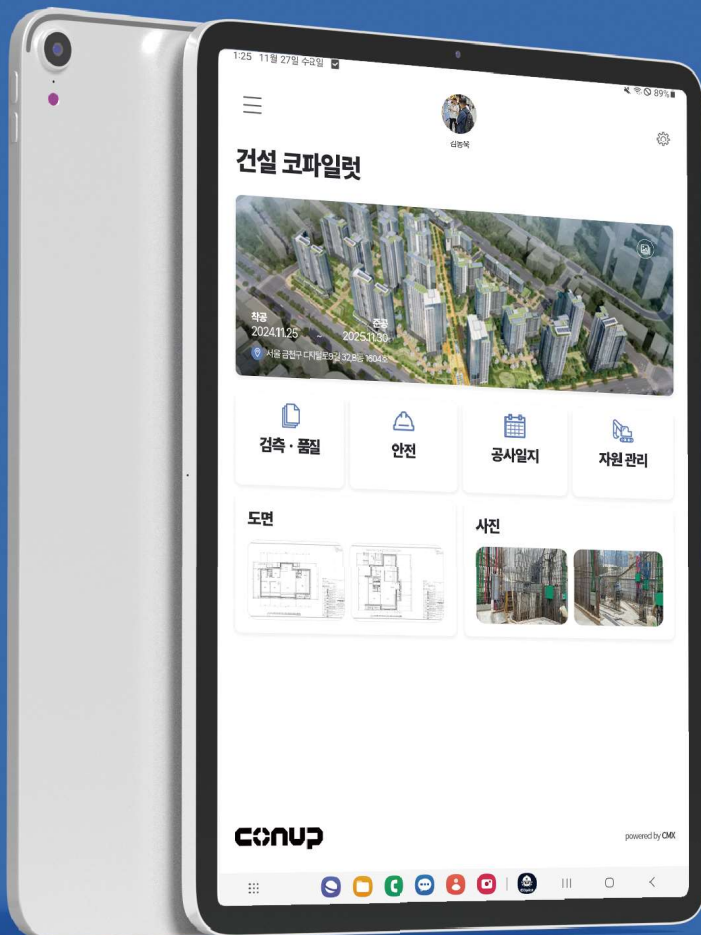 1:25 11월 27일 수요일
89%
건설 코파일럿
착공
준공
2024.11.25 ~ 2025.11.30
검측 · 품질
안전
공사일지
자원 관리
도면
사진
conup
powered by CMX